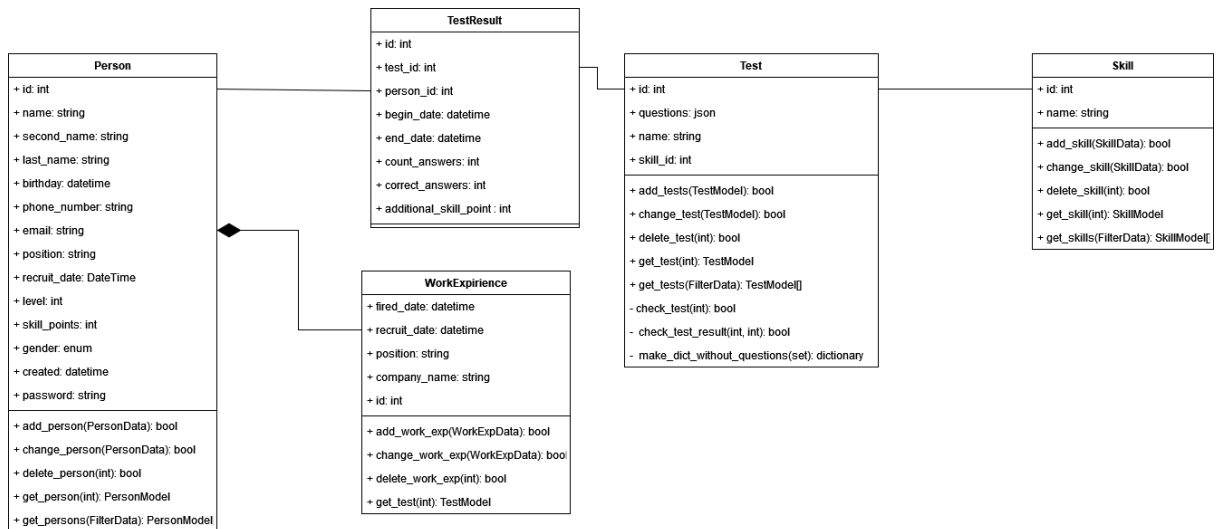 Person
+ id: int
+ name: string
+ second_name: string
+ last_name: string
+ birthday: datetime
+ phone_number: string
+ email: string
+ position: string
+ recruit_date: DateTime
+ level: int
+ skill_points: int
+ gender: enum
+ created: datetime
+ password: string
+ add_person(PersonData): bool
+ change_person(PersonData): bool
+ delete_person(int): bool
+ get_person(int): PersonModel
+ get_persons(FilterData): PersonModel
TestResult
+ id: int
+ test_id: int
+ person_id: int
+ begin_date: datetime
+ end_date: datetime
+ count_answers: int
+ correct_answers: int
+ additional_skill_point : int
WorkExpirience
+ fired_date: datetime
+ recruit_date: datetime
+ position: string
+ company_name: string
+ id: int
+ add_work_exp(WorkExpData): bool
+ change_work_exp(WorkExpData): bool
+ delete_work_exp(int): bool
+ get_test(int): TestModel
Test
+ id: int
+ questions: json
+ name: string
+ skill_id: int
+ add_tests(TestModel): bool
+ change_test(TestModel): bool
+ delete_test(int): bool
+ get_test(int): TestModel
+ get_tests(FilterData): TestModel[]
- check_test(int): bool
- check_test_result(int, int): bool
- make_dict_without_questions(set): dictionary
Skill
+ id: int
+ name: string
+ add_skill(SkillData): bool
+ change_skill(SkillData): bool
+ delete_skill(int): bool
+ get_skill(int): SkillModel
+ get_skills(FilterData): SkillModel[